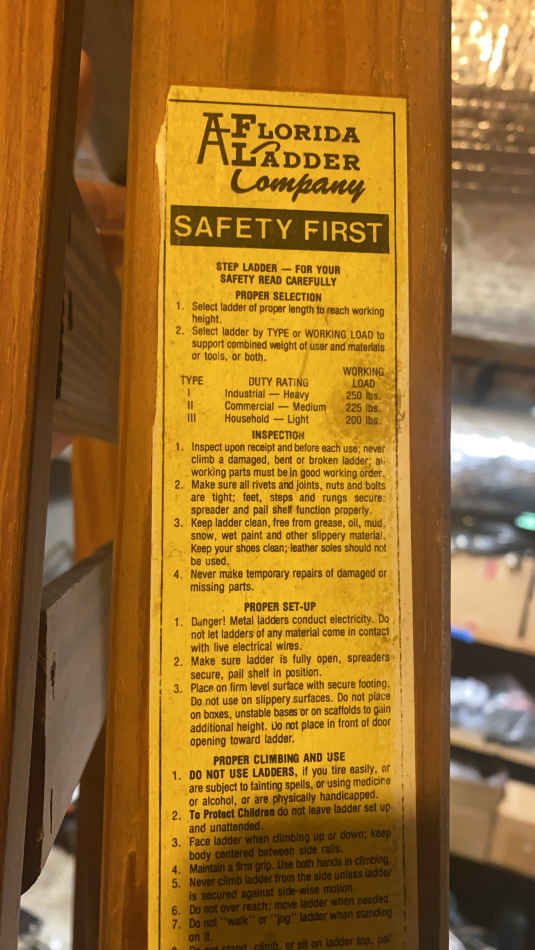 A-FLORIDA
LADDER
Company
SAFETY FIRST
STEP LADDER — FOR YOUR
SAFETY READ CAREFULLY
PROPER SELECTION
1. Select ladder of proper length to reach working
height.
2. Select ladder by TYPE or WORKING LOAD to
support combined weight of user and materials
or tools, or both.
WORKING
TYPE DUTY RATING LOAD
I Industrial — Heavy 250 lbs.
II Commercial — Medium 225 lbs.
III Household — Light 200 lbs.
INSPECTION
1. Inspect upon receipt and before each use; never
climb a damaged, bent or broken ladder; all
working parts must be in good working order.
2. Make sure all rivets and joints, nuts and bolts
are tight; feet, steps and rungs secure;
spreader and pail shelf function properly.
3. Keep ladder clean, free from grease, oil, mud,
snow, wet paint and other slippery material.
Keep your shoes clean; leather soles should not
be used.
4. Never make temporary repairs of damaged or
missing parts.
PROPER SET-UP
1. Danger! Metal ladders conduct electricity. Do
not let ladders of any material come in contact
with live electrical wires.
2. Make sure ladder is fully open, spreaders
secure, pail shelf in position.
3. Place on firm level surface with secure footing.
Do not use on slippery surfaces. Do not place
on boxes, unstable bases or on scaffolds to gain
additional height. Do not place in front of door
opening toward ladder.
PROPER CLIMBING AND USE
1. DO NOT USE LADDERS, if you tire easily, or
are subject to fainting spells, or using medicine
or alcohol, or are physically handicapped.
2. To Protect Children do not leave ladder set up
and unattended.
3. Face ladder when climbing up or down; keep
body centered between side rails.
4. Maintain a firm grip. Use both hands in climbing.
5. Never climb ladder from the side unless ladder
is secured against side-wise motion.
6. Do not over reach; move ladder when needed.
7. Do not "walk" or "jog" ladder when standing
on it.
8. Do not stand, climb, or sit on ladder top, pail